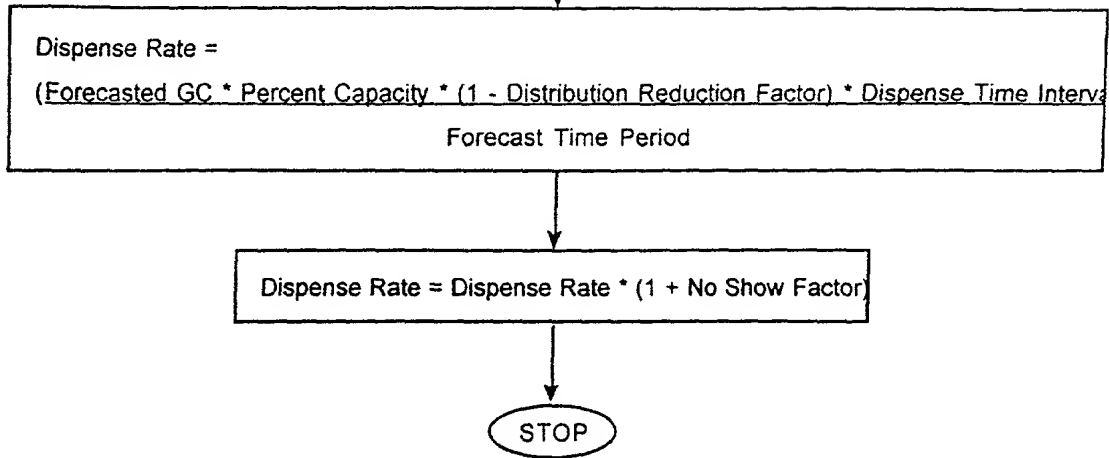 Dispense Rate =
(Forecasted GC * Percent Capacity * (1 - Distribution Reduction Factor) * Dispense Time
Forecast Time Period
Dispense Rate = Dispense Rate * (1 + No Show Factor)
STOP